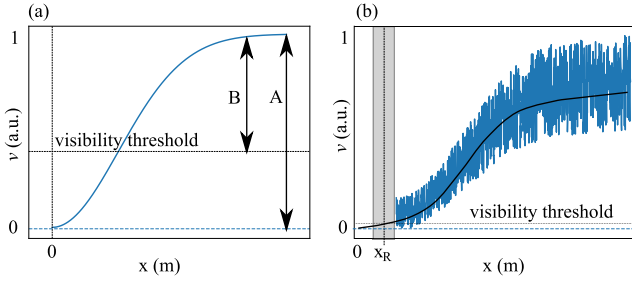 (a)
1
v (a.u.)
B
A
visibility threshold
0
0
x (m)
(b)
1
v (a.u.)
visibility threshold
0
0
x_R
x (m)